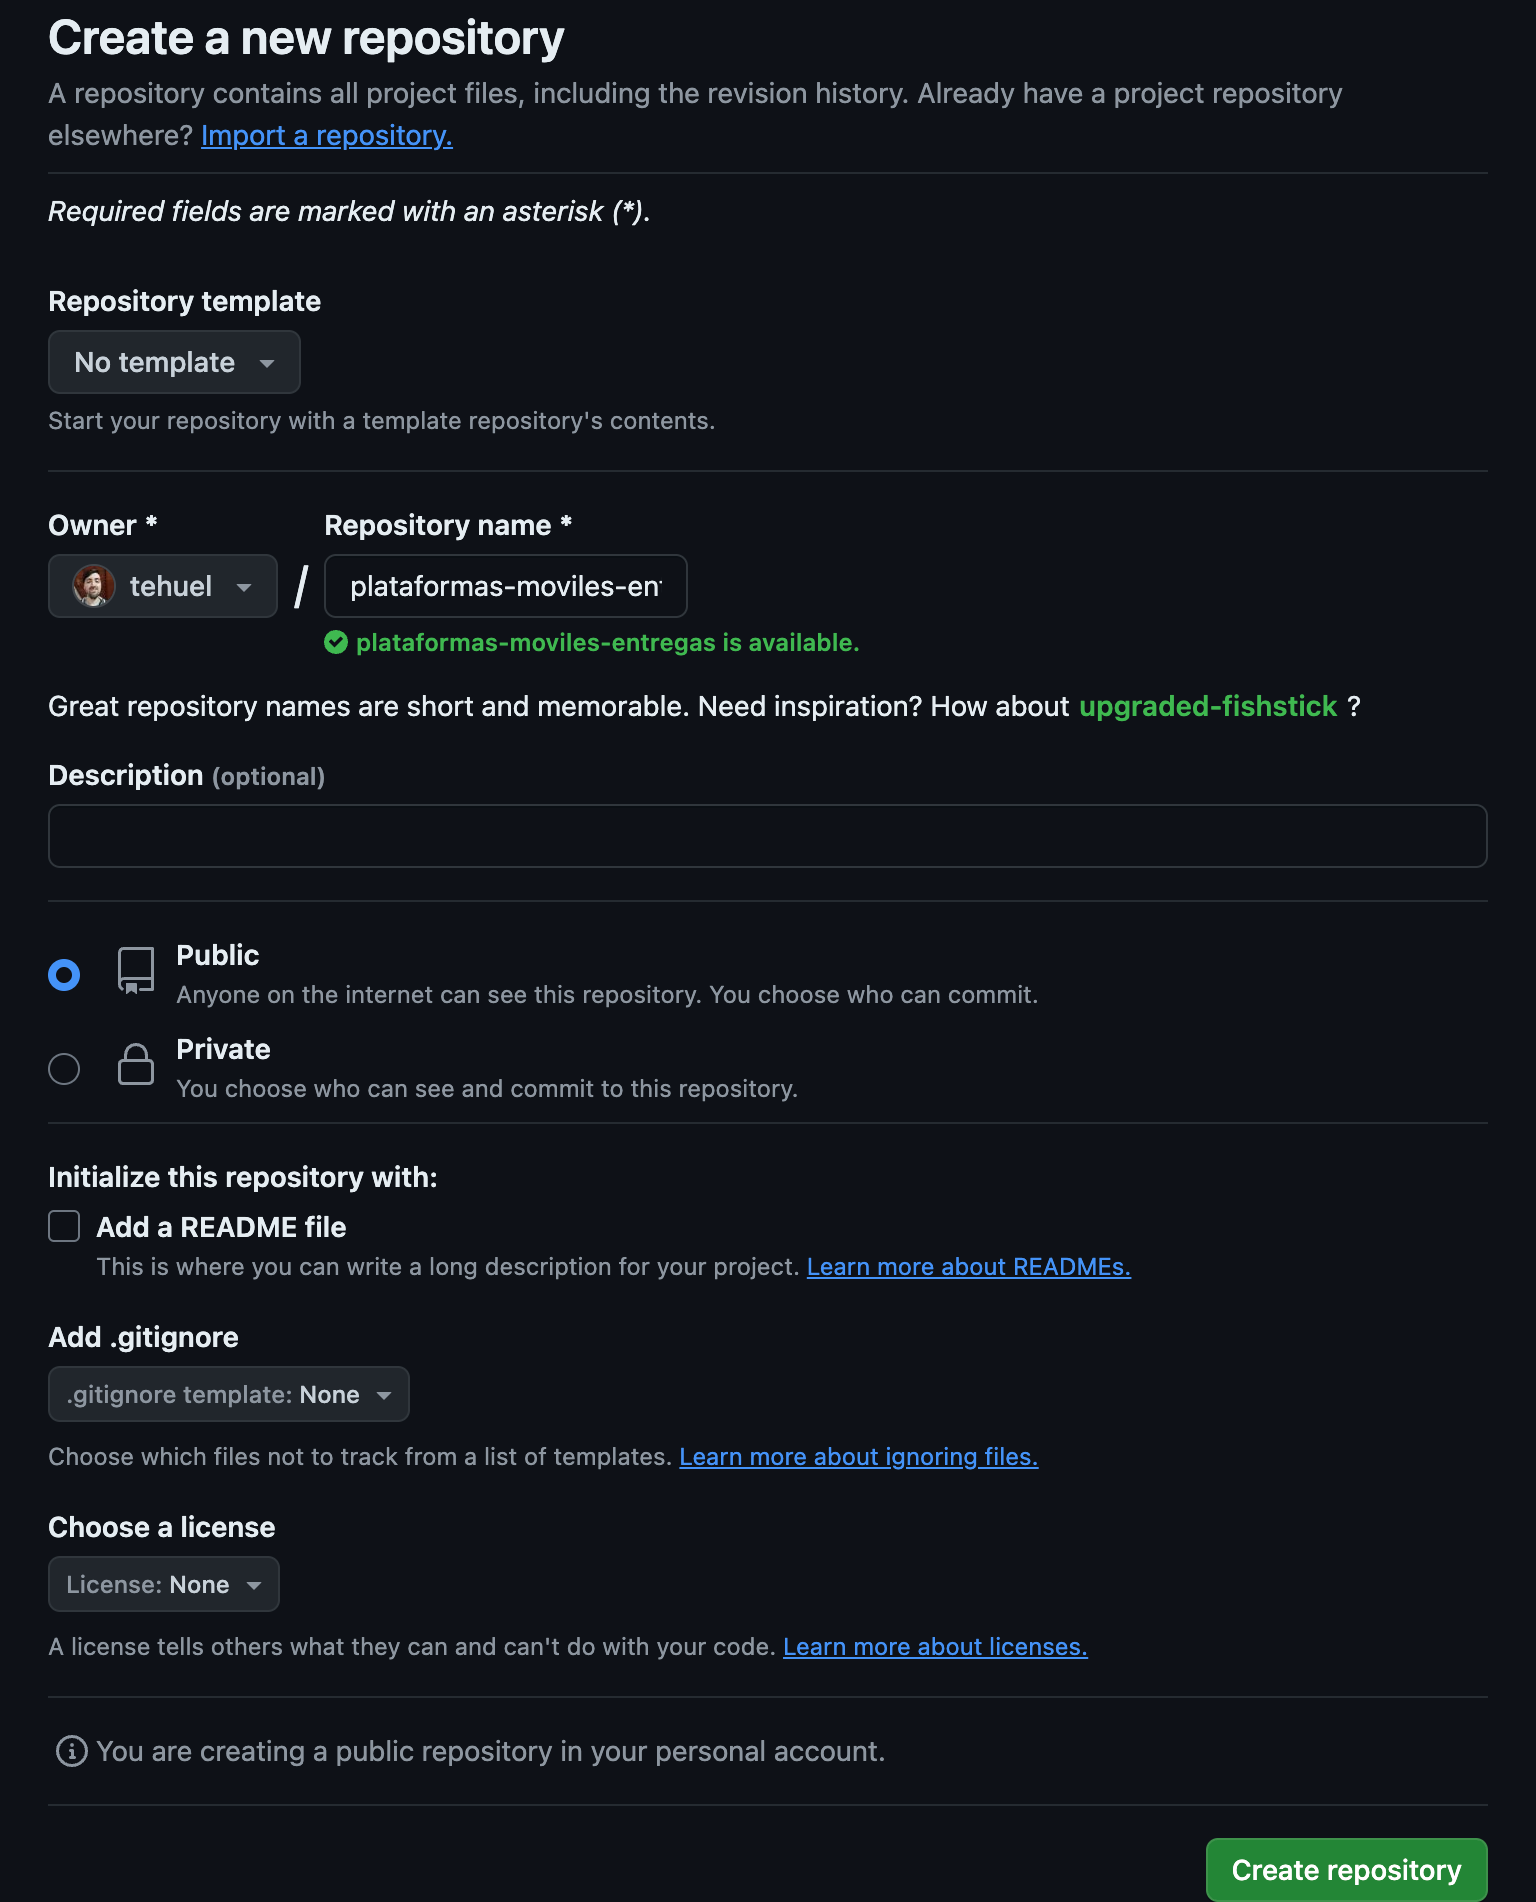 Create a new repository
A repository contains all project files, including the revision history. Already have a project repository
elsewhere? Import a repository.
Required fields are marked with an asterisk (*).
Repository template
No template
Start your repository with a template repository's contents.
Owner *
Repository name *
tehuel
/
plataformas-moviles-ent
plataformas-moviles-entregas is available.
Great repository names are short and memorable. Need inspiration? How about upgraded-fishstick ?
Description (optional)
Public
Anyone on the internet can see this repository. You choose who can commit.
Private
You choose who can see and commit to this repository.
Initialize this repository with:
Add a README file
This is where you can write a long description for your project. Learn more about READMEs.
Add .gitignore
.gitignore template: None
Choose which files not to track from a list of templates. Learn more about ignoring files.
Choose a license
License: None
A license tells others what they can and can't do with your code. Learn more about licenses.
You are creating a public repository in your personal account.
Create repository